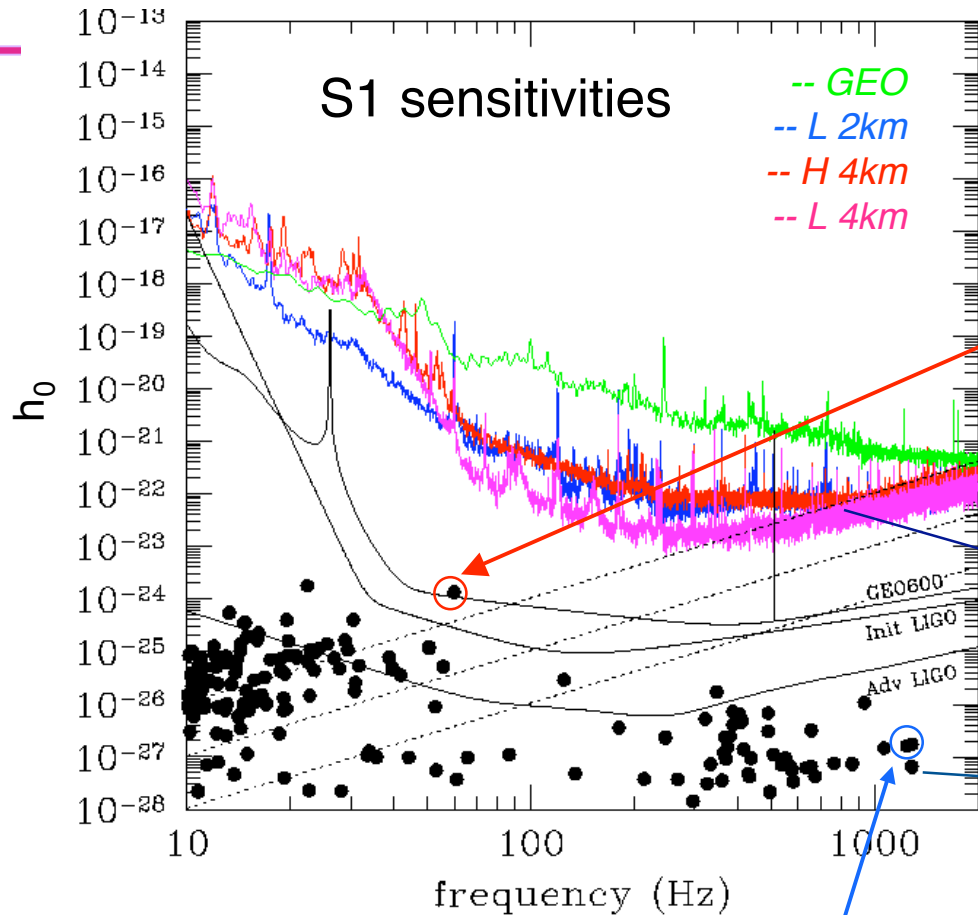 10⁻¹³
10⁻¹⁴
10⁻¹⁵
10⁻¹⁶
10⁻¹⁷
10⁻¹⁸
10⁻¹⁹
10⁻²⁰
10⁻²¹
10⁻²²
10⁻²³
10⁻²⁴
10⁻²⁵
10⁻²⁶
10⁻²⁷
10⁻²⁸
h₀
S1 sensitivities
-- GEO
-- L 2km
-- H 4km
-- L 4km
GEO600
Init LIGO
Adv LIGO
10 100 1000
frequency (Hz)